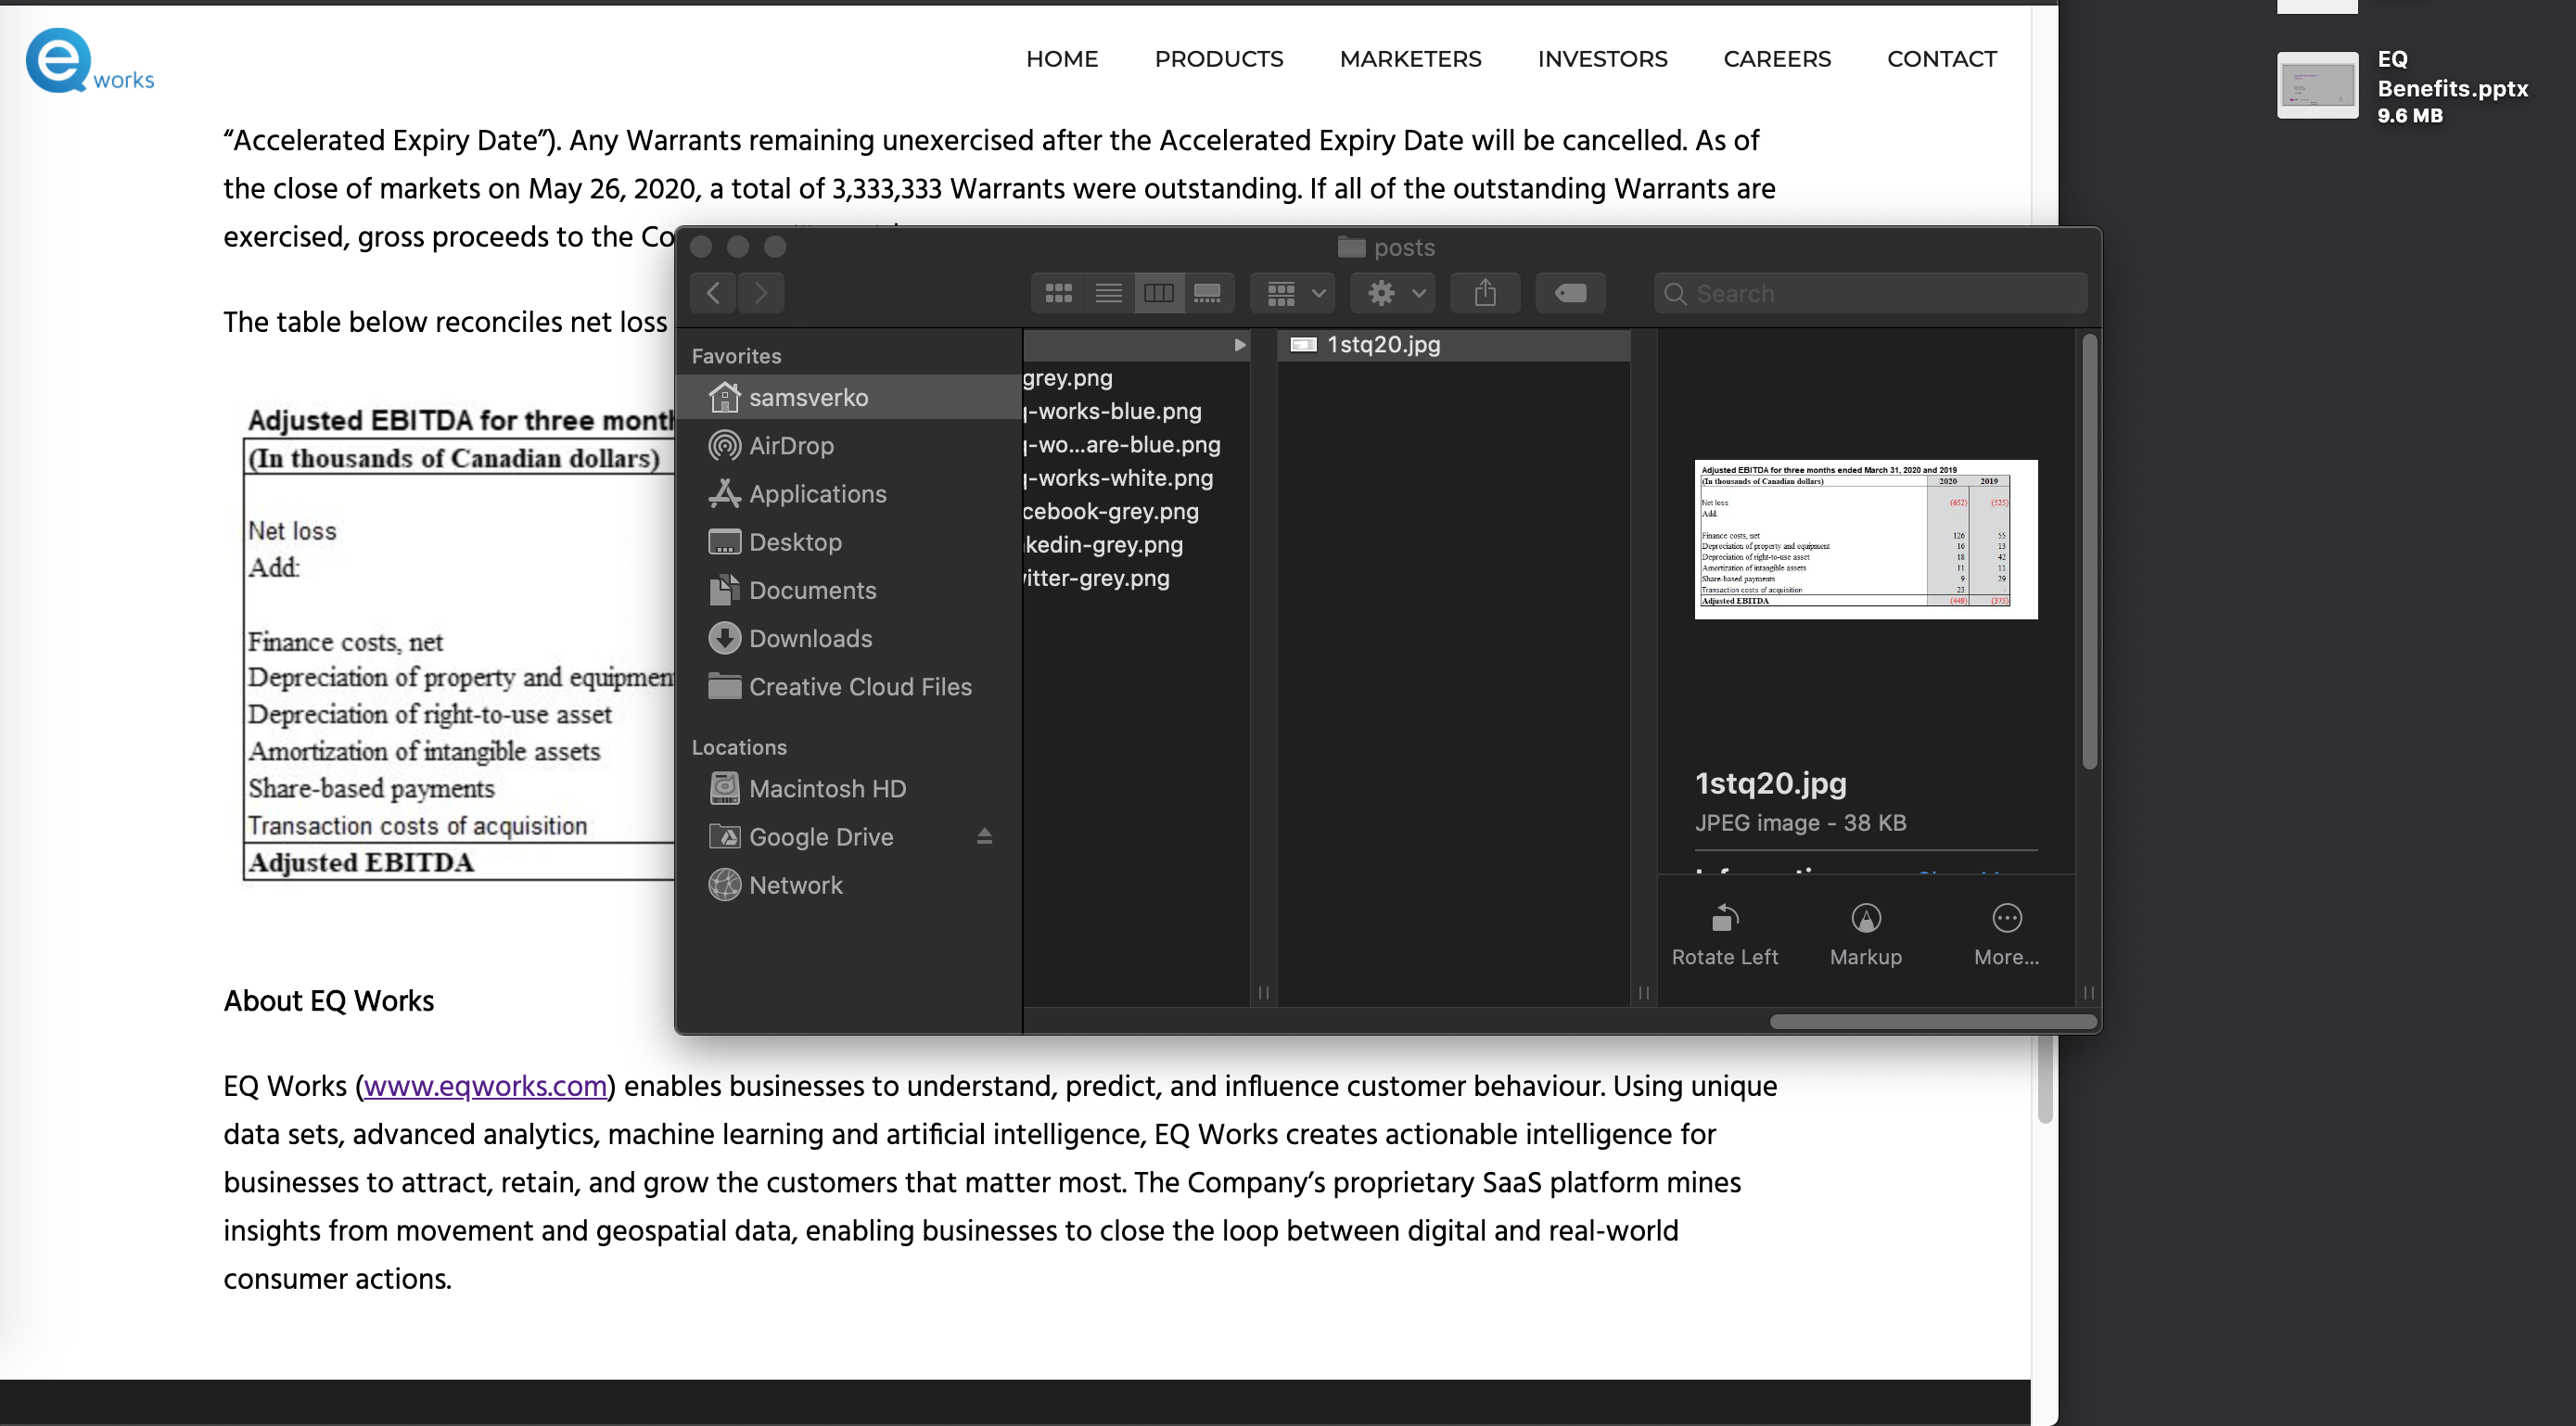 eQ works
HOME PRODUCTS MARKETERS INVESTORS CAREERS CONTACT
“Accelerated Expiry Date”). Any Warrants remaining unexercised after the Accelerated Expiry Date will be cancelled. As of
the close of markets on May 26, 2020, a total of 3,333,333 Warrants were outstanding. If all of the outstanding Warrants are
exercised, gross proceeds to the Co
The table below reconciles net loss
Adjusted EBITDA for three month
(In thousands of Canadian dollars)
Net loss
Add:
Finance costs, net
Depreciation of property and equipmen
Depreciation of right-to-use asset
Amortization of intangible assets
Share-based payments
Transaction costs of acquisition
Adjusted EBITDA
About EQ Works
EQ Works (www.eqworks.com) enables businesses to understand, predict, and influence customer behaviour. Using unique
data sets, advanced analytics, machine learning and artificial intelligence, EQ Works creates actionable intelligence for
businesses to attract, retain, and grow the customers that matter most. The Company’s proprietary SaaS platform mines
insights from movement and geospatial data, enabling businesses to close the loop between digital and real-world
consumer actions.
posts
Search
Favorites
samsverko
AirDrop
Applications
Desktop
Documents
Downloads
Creative Cloud Files
Locations
Macintosh HD
Google Drive
Network
grey.png
q-works-blue.png
q-wo...are-blue.png
q-works-white.png
cebook-grey.png
kedin-grey.png
itter-grey.png
1stq20.jpg
Adjusted EBITDA for three months ended March 31, 2020 and 2019
(In thousands of Canadian dollars) 2020 2019
Net loss (652) (525)
Add:
Finance costs, net 126 55
Depreciation of property and equipment 16 13
Depreciation of right-to-use asset 18 42
Amortization of intangible assets 11 11
Share-based payments 9 29
Transaction costs of acquisition 23
Adjusted EBITDA (449) (375)
1stq20.jpg
JPEG image - 38 KB
Rotate Left Markup More...
EQ
Benefits.pptx
9.6 MB